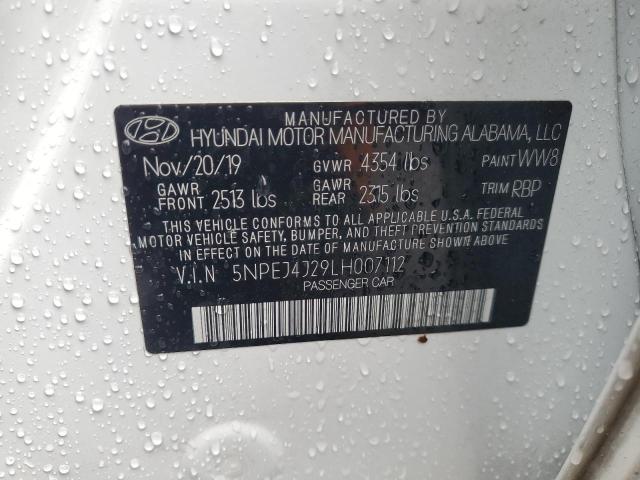 MANUFACTURED BY
HYUNDAI MOTOR MANUFACTURING ALABAMA, LLC
Nov/20/19 GVWR 4354 lbs PAINT WW8
GAWR FRONT 2513 lbs GAWR REAR 2315 lbs TRIM RBP
THIS VEHICLE CONFORMS TO ALL APPLICABLE U.S.A. FEDERAL
MOTOR VEHICLE SAFETY, BUMPER, AND THEFT PREVENTION STANDARDS
IN EFFECT ON THE DATE OF MANUFACTURE SHOWN ABOVE.
V.I.N 5NPEJ4J29LH007112
PASSENGER CAR